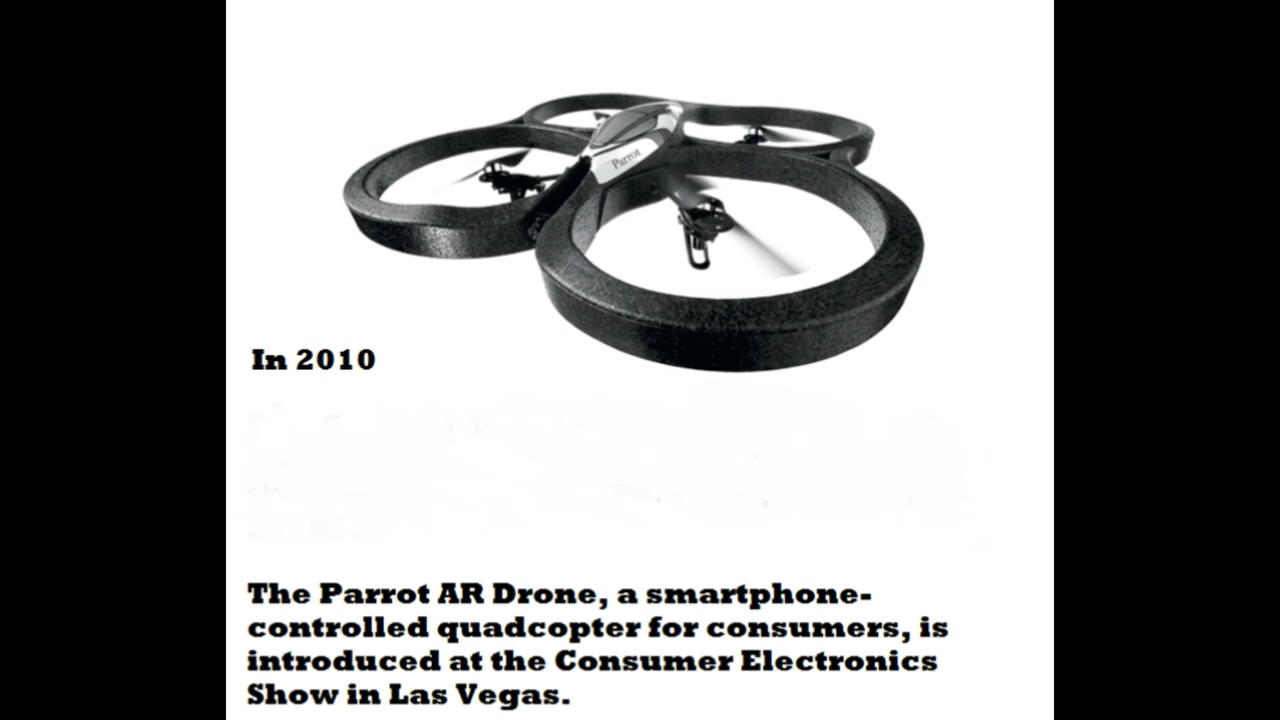 Parrot
In 2010
The Parrot AR Drone, a smartphone-
controlled quadcopter for consumers, is
introduced at the Consumer Electronics
Show in Las Vegas.